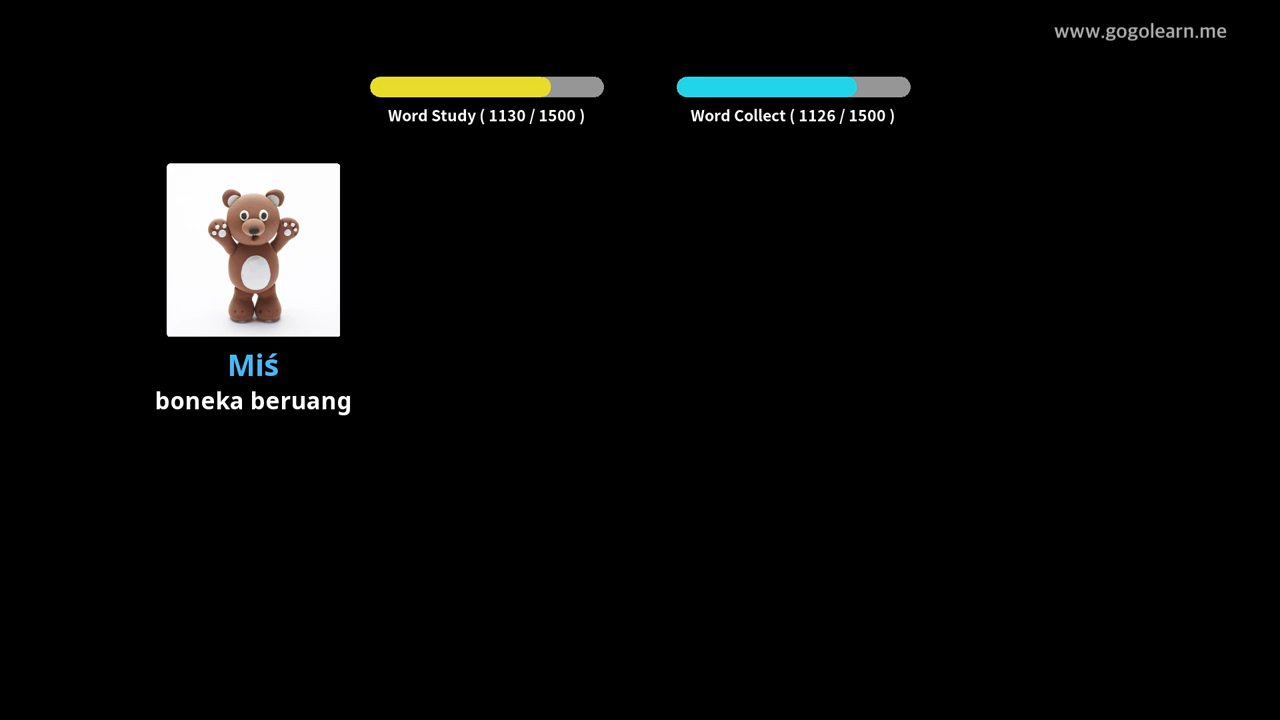 www.gogolearn.me
Word Study ( 1130 / 1500 )
Word Collect ( 1126 / 1500 )
Miś
boneka beruang